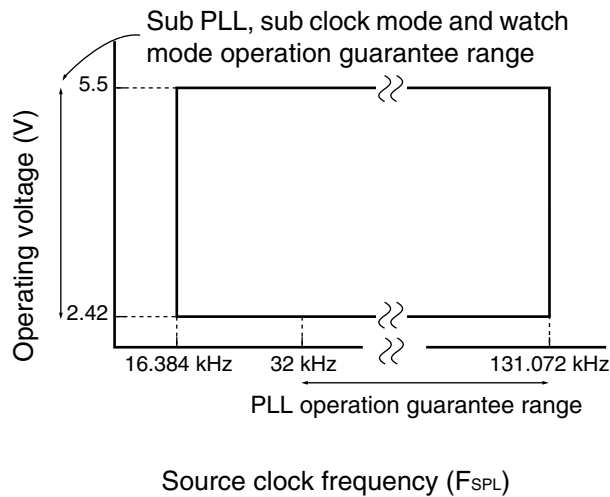 Sub PLL, sub clock mode and watch
mode operation guarantee range
5.5
Operating voltage (V)
2.42
16.384 kHz
32 kHz
131.072 kHz
PLL operation guarantee range
Source clock frequency (FSPL)